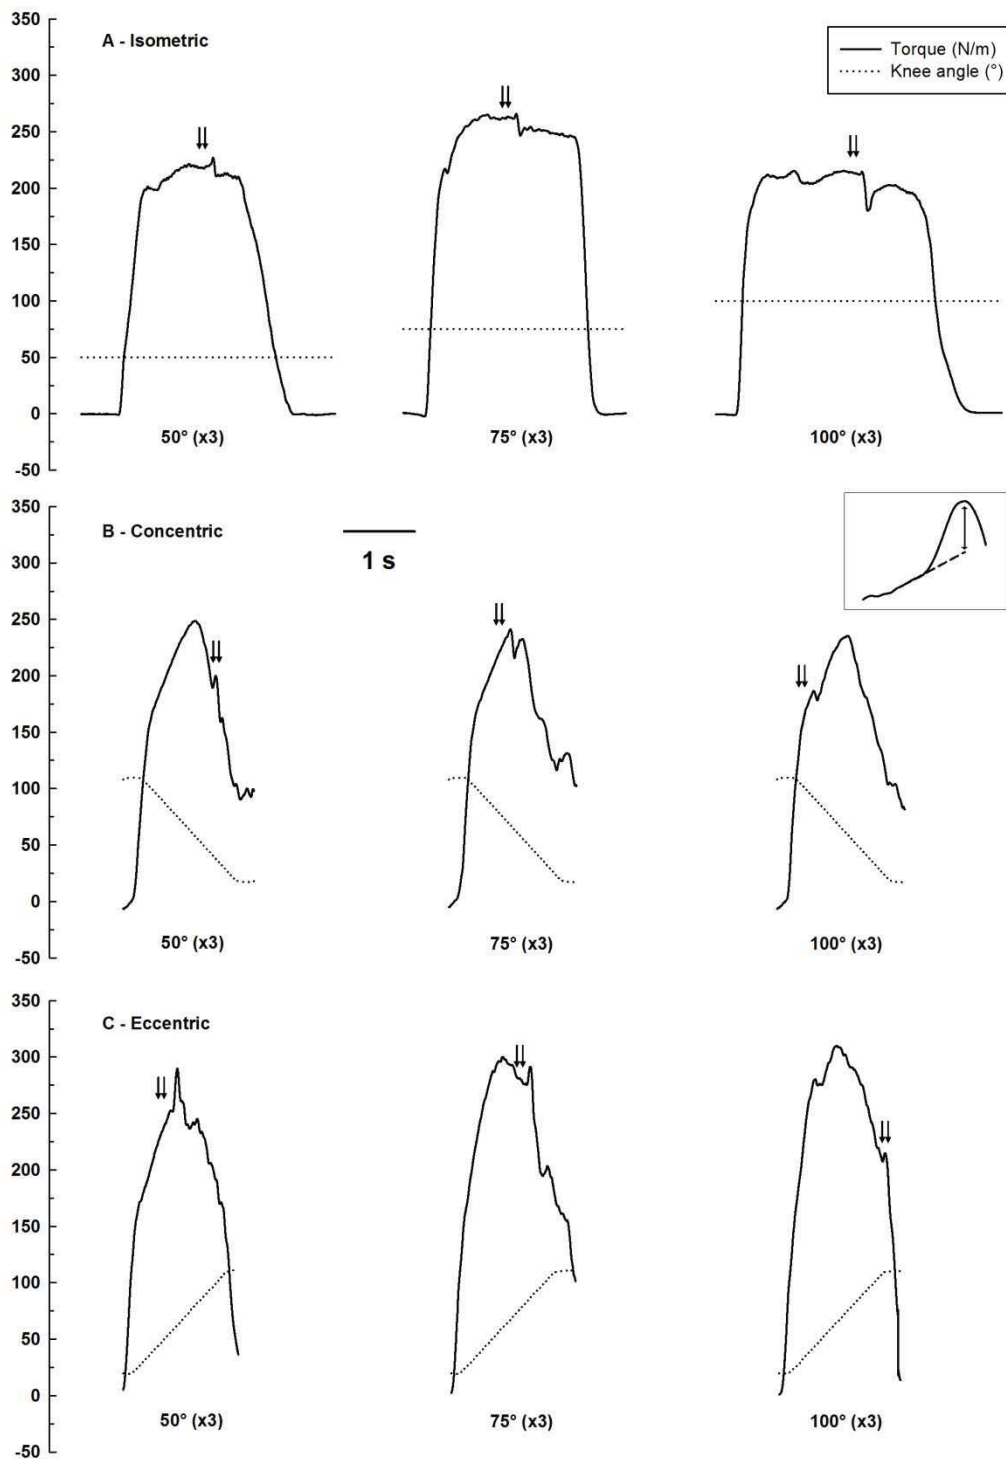 350
A - Isometric
300
250
200
150
100
50
0
-50
Torque (N/m)
Knee angle (°)
50° (x3)
75° (x3)
100° (x3)
350
B - Concentric
300
250
200
150
100
50
0
-50
1 s
50° (x3)
75° (x3)
100° (x3)
350
C - Eccentric
300
250
200
150
100
50
0
-50
50° (x3)
75° (x3)
100° (x3)